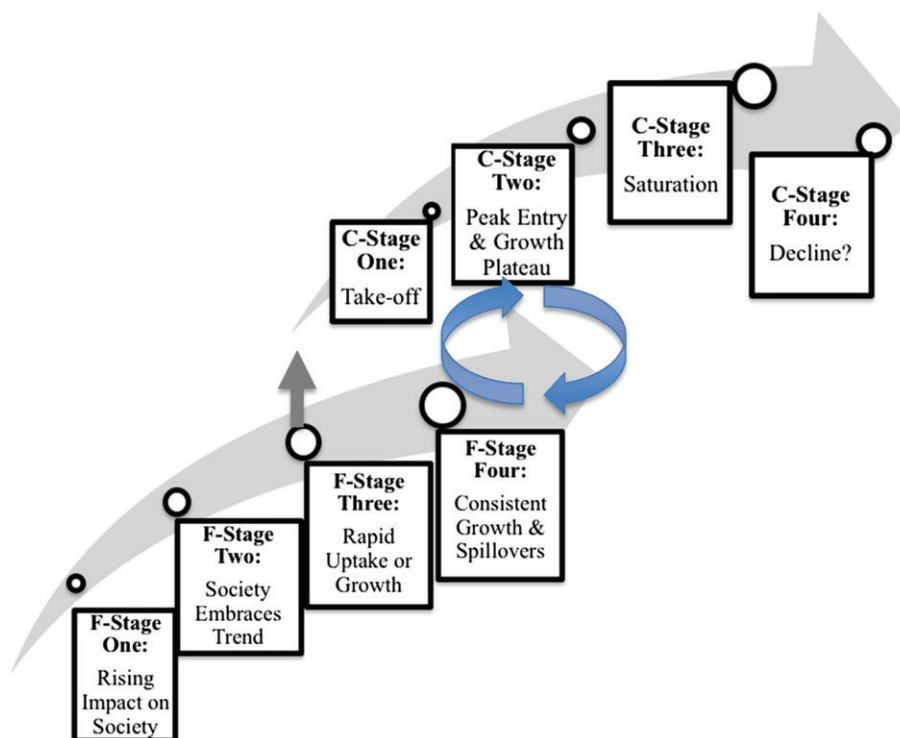 C-Stage
One:
Take-off
C-Stage
Two:
Peak Entry
& Growth
Plateau
C-Stage
Three:
Saturation
C-Stage
Four:
Decline?
F-Stage
One:
Rising
Impact on
Society
F-Stage
Two:
Society
Embraces
Trend
F-Stage
Three:
Rapid
Uptake or
Growth
F-Stage
Four:
Consistent
Growth &
Spillovers